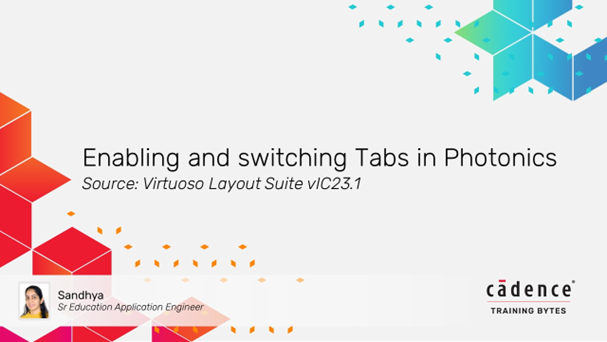 Enabling and switching Tabs in Photonics
Source: Virtuoso Layout Suite vIC23.1
Sandhya
Sr Education Application Engineer
cādence®
TRAINING BYTES